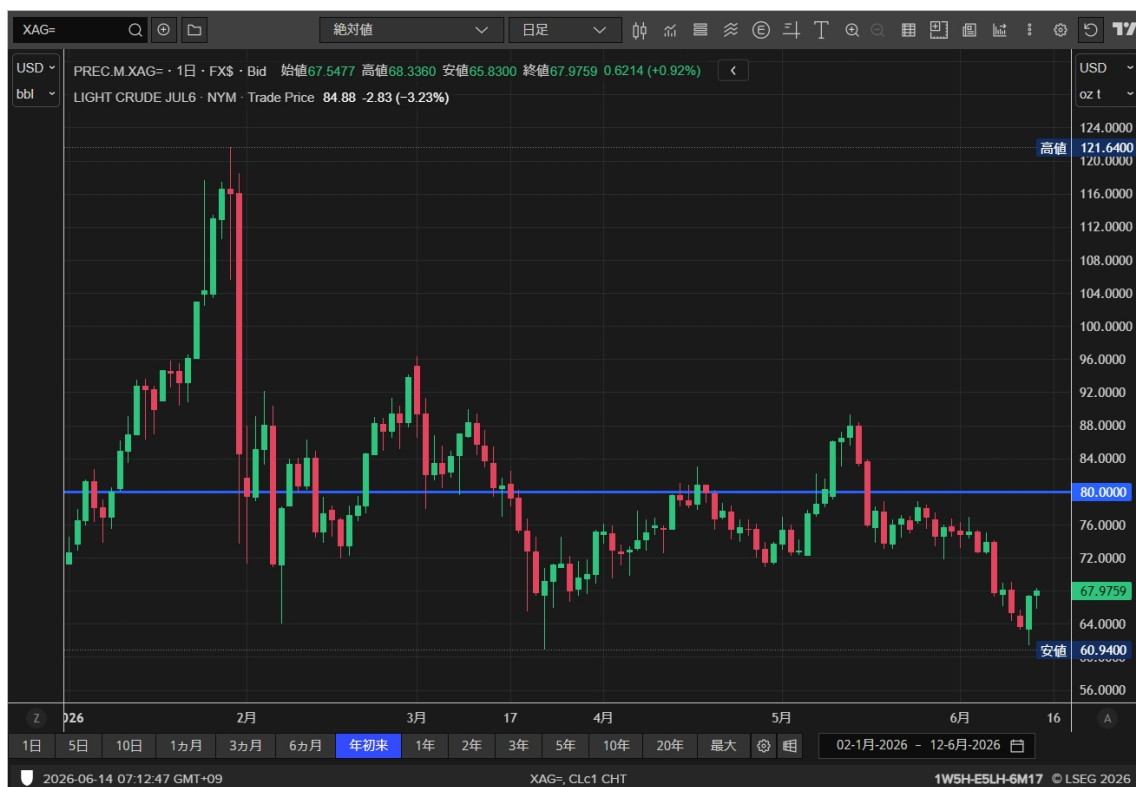 XAG= 絶対値 日足
USD PREC.M.XAG= · 1日 · FX$ · Bid 始値67.5477 高値68.3360 安値65.8300 終値67.9759 0.6214 (+0.92%) USD
bbl LIGHT CRUDE JUL6 · NYM · Trade Price 84.88 -2.83 (−3.23%) oz t
124.0000
高値 121.6400
120.0000
116.0000
112.0000
108.0000
104.0000
100.0000
96.0000
92.0000
88.0000
84.0000
80.0000
76.0000
72.0000
67.9759
64.0000
安値 60.9400
56.0000
Z 026 2月 3月 17 4月 5月 6月 16 A
1日 5日 10日 1カ月 3カ月 6カ月 年初来 1年 2年 3年 5年 10年 20年 最大 02-1月-2026 - 12-6月-2026
2026-06-14 07:12:47 GMT+09 XAG=, CLc1 CHT 1W5H-E5LH-6M17 © LSEG 2026